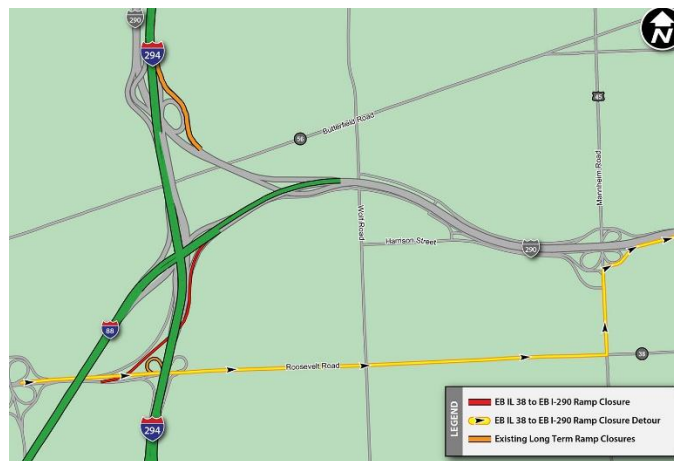 290
294
N
45
Butterfield Road
56
Mannheim Road
Wolf Road
Harrison Street
290
88
Roosevelt Road
38
294
LEGEND
EB IL 38 to EB I-290 Ramp Closure
EB IL 38 to EB I-290 Ramp Closure Detour
Existing Long Term Ramp Closures